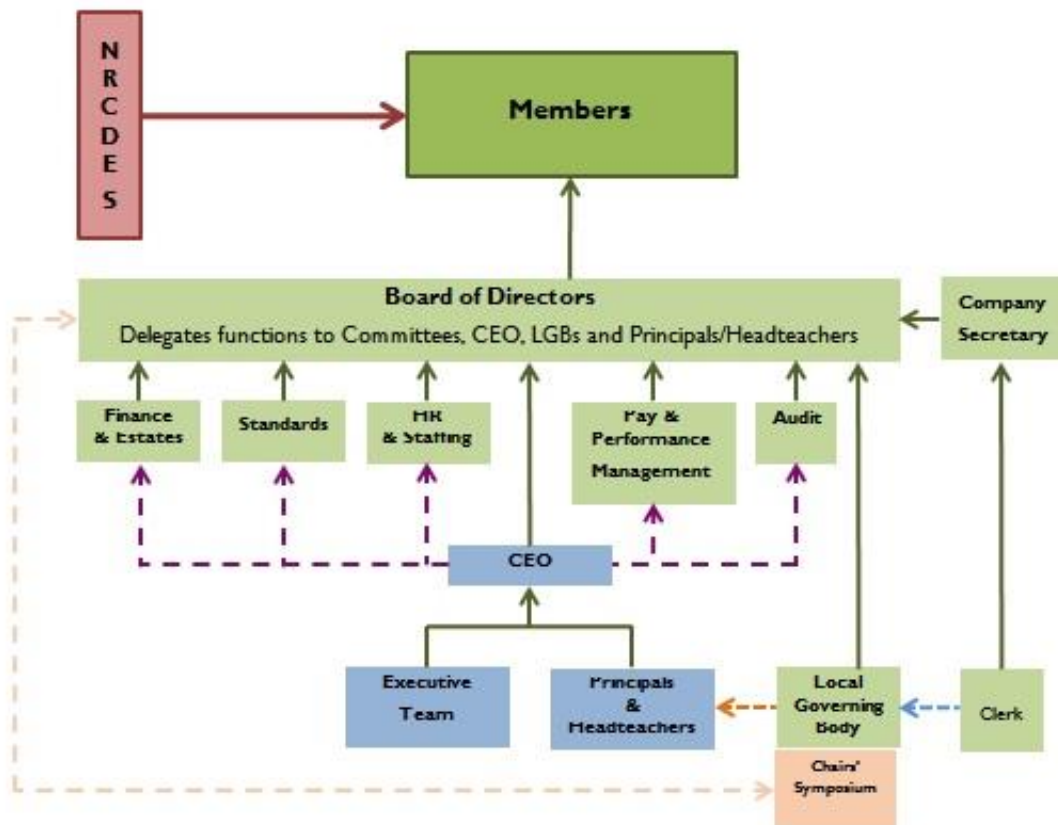 N
R
C
D
E
S
Members
Board of Directors
Delegates functions to Committees, CEO, LGBs and Principals/Headteachers
Company
Secretary
Finance
& Estates
Standards
HR
& Staffing
Pay &
Performance
Management
Audit
CEO
Executive
Team
Principals
&
Headteachers
Local
Governing
Body
Clerk
Chairs'
Symposium